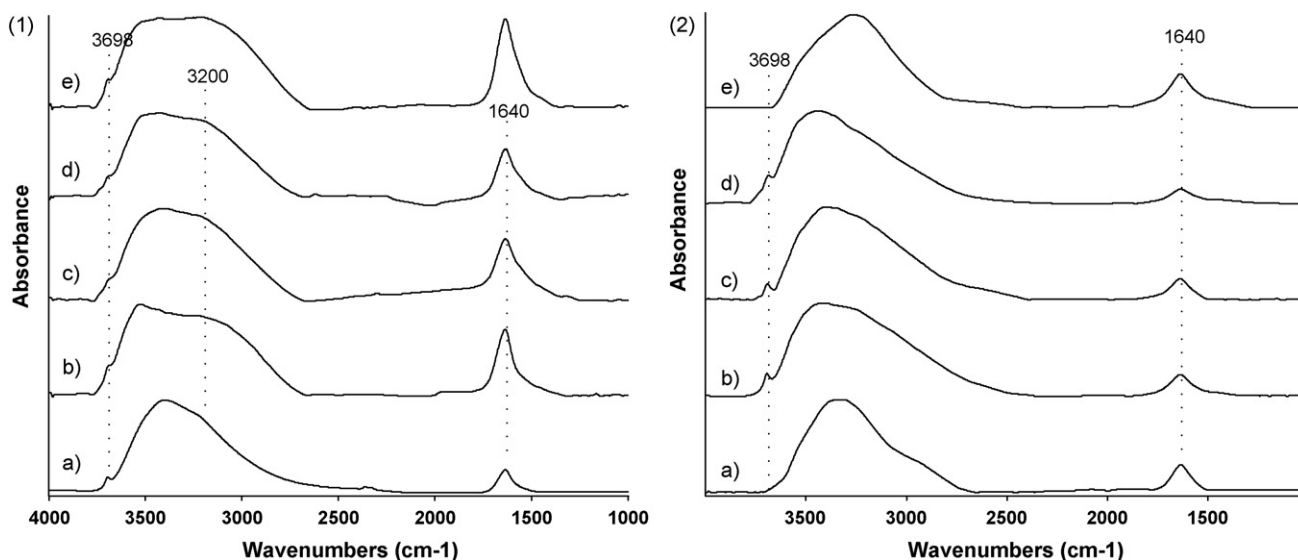 (1)
3698
3200
1640
e)
d)
c)
b)
a)
Absorbance
4000 3500 3000 2500 2000 1500 1000
Wavenumbers (cm-1)
(2)
3698
1640
e)
d)
c)
b)
a)
Absorbance
3500 3000 2500 2000 1500
Wavenumbers (cm-1)